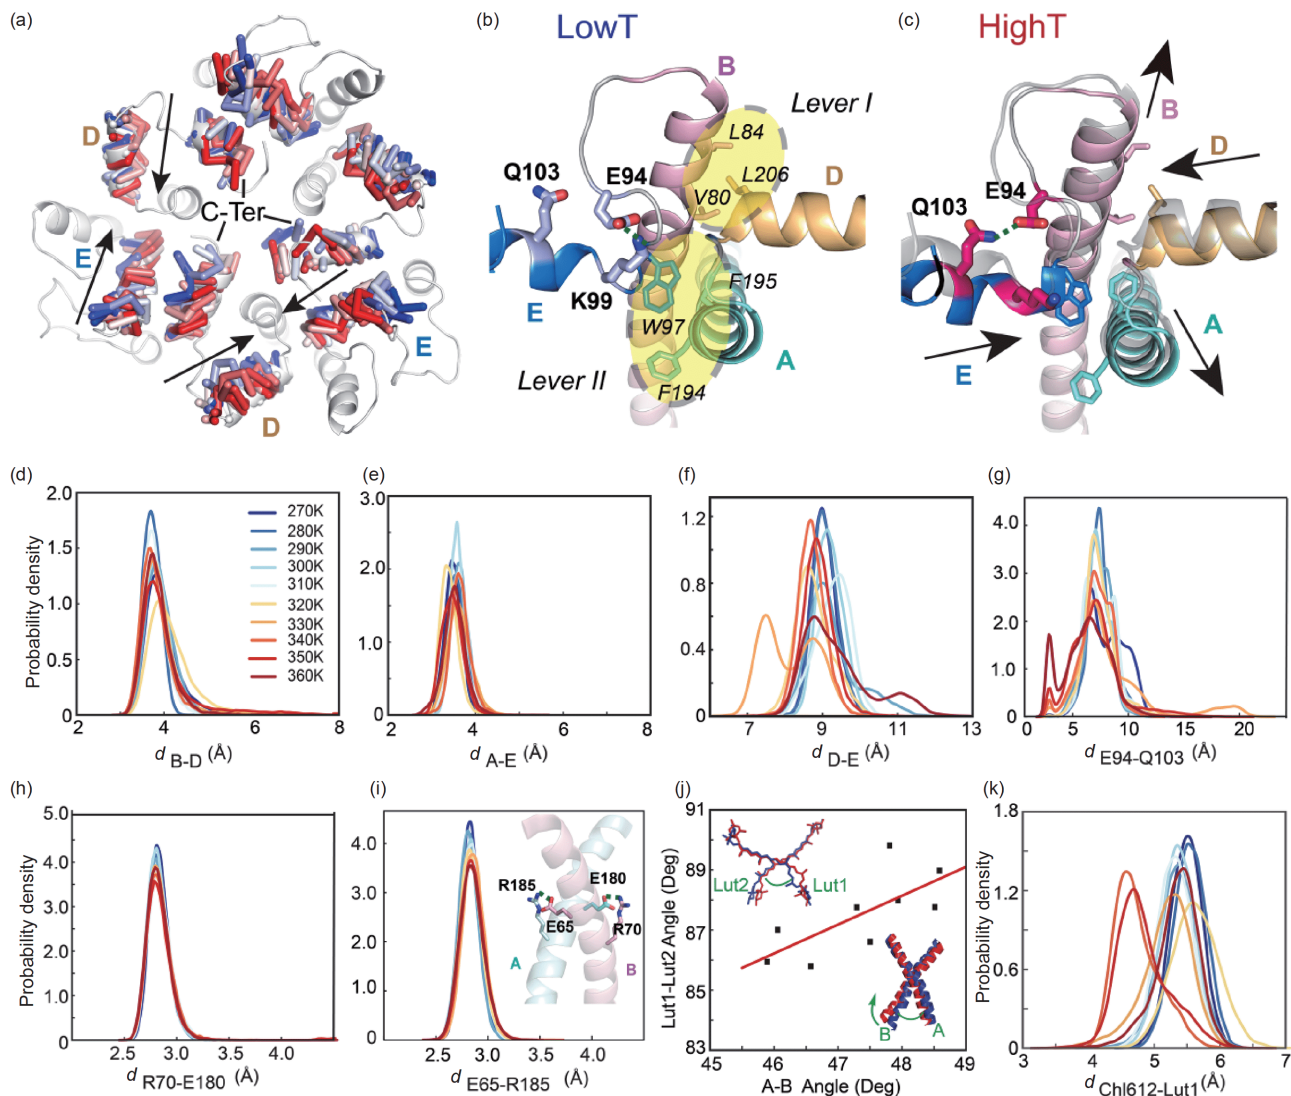 (a)
D
C-Ter
E
E
D
(b)
LowT
B
Lever I
L84
Q103
E94
L206
D
V80
F195
K99
E
W97
A
Lever II
F194
(c)
HighT
B
D
E94
Q103
A
E
(d)
Probability density
2.0
1.5
1.0
0.5
0
2
4
6
8
d B-D (Å)
270K
280K
290K
300K
310K
320K
330K
340K
350K
360K
(e)
3.0
2.0
1.0
0
2
4
6
8
d A-E (Å)
(f)
1.2
0.8
0.4
0
7
9
11
13
d D-E (Å)
(g)
4.0
3.0
2.0
1.0
0
0
5
10
15
20
d E94-Q103 (Å)
(h)
Probability density
5.0
4.0
3.0
2.0
1.0
0
2.5
3.0
4.0
d R70-E180 (Å)
(i)
4.0
3.0
2.0
1.0
0
2.5
3.0
4.0
d E65-R185 (Å)
R185
E180
E65
R70
A
B
(j)
Lut1-Lut2 Angle (Deg)
91
89
87
85
83
45
46
47
48
49
A-B Angle (Deg)
Lut2
Lut1
B
A
(k)
Probability density
1.8
1.2
0.6
0
3
4
5
6
7
d Chl612-Lut1 (Å)